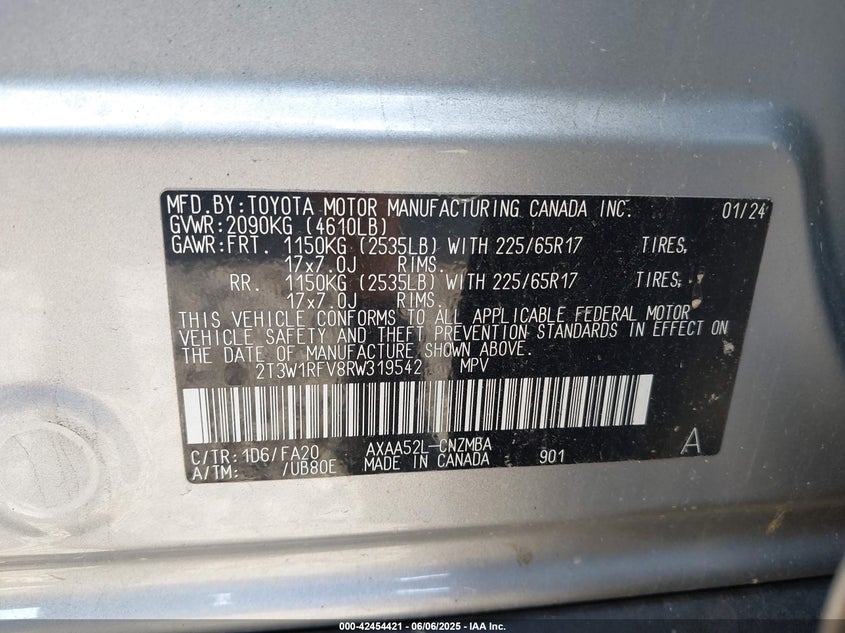 MFD.BY:TOYOTA MOTOR MANUFACTURING CANADA INC. 01/24
GVWR:2090KG (4610LB)
GAWR:FRT. 1150KG (2535LB) WITH 225/65R17 TIRES,
17x7.0J RIMS.
RR. 1150KG (2535LB) WITH 225/65R17 TIRES,
17x7.0J RIMS.
THIS VEHICLE CONFORMS TO ALL APPLICABLE FEDERAL MOTOR
VEHICLE SAFETY AND THEFT PREVENTION STANDARDS IN EFFECT ON
THE DATE OF MANUFACTURE SHOWN ABOVE.
2T3W1RFV8RW319542 MPV
C/TR:1D6/FA20 AXAA52L-CNZMBA
A/TM: /UB80E MADE IN CANADA 901 A
000-42454421 | 06/06/2025 - IAA Inc.